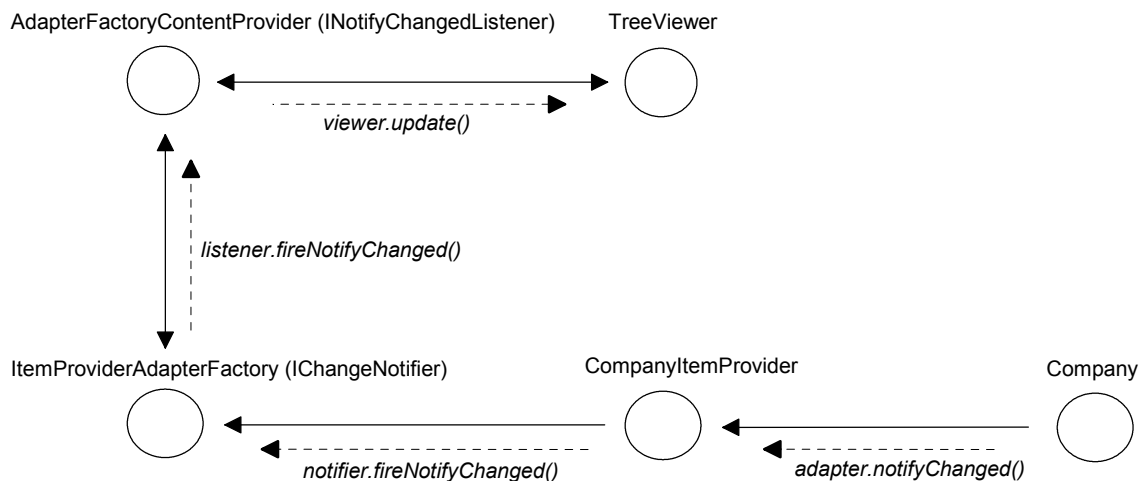 AdapterFactoryContentProvider (INotifyChangedListener)
TreeViewer
viewer.update()
listener.fireNotifyChanged()
ItemProviderAdapterFactory (IChangeNotifier)
CompanyItemProvider
Company
notifier.fireNotifyChanged()
adapter.notifyChanged()